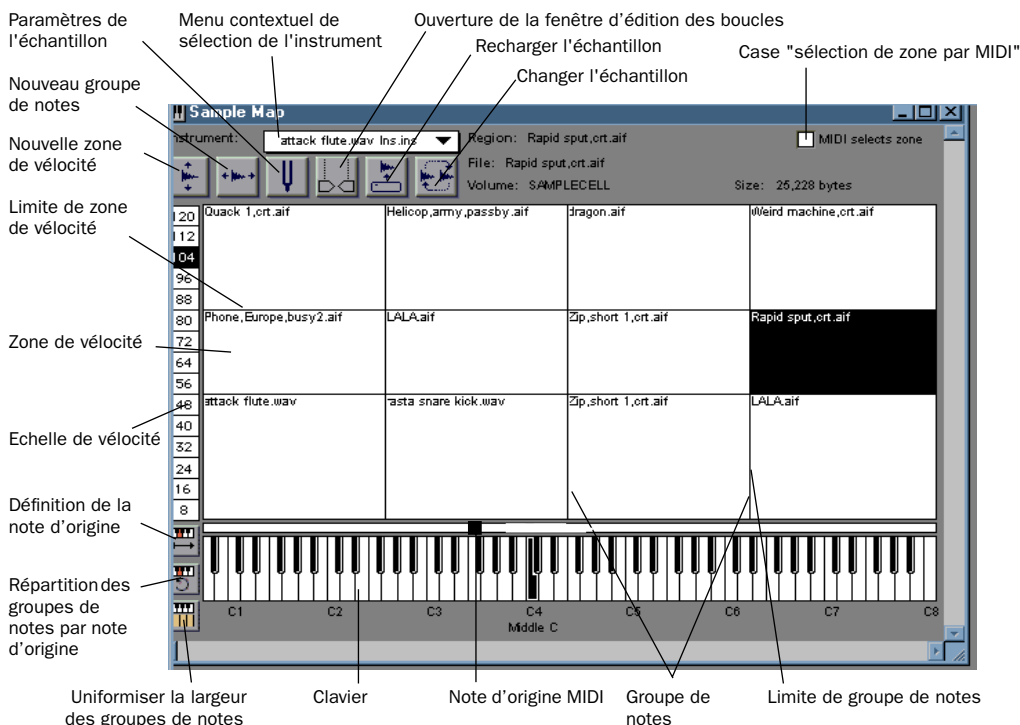 Paramètres de
l'échantillon
Menu contextuel de
sélection de l'instrument
Ouverture de la fenêtre d'édition des boucles
Recharger l'échantillon
Changer l'échantillon
Case "sélection de zone par MIDI"
Nouveau groupe
de notes
Nouvelle zone
de vélocité
Limite de zone
de vélocité
Zone de vélocité
Echelle de vélocité
Définition de la
note d'origine
Répartition des
groupes de
notes par note
d'origine
Sample Map
nstrument:
attack flute.wav Ins.ins
Region: Rapid sput,crt.aif
MIDI selects zone
File: Rapid sput,crt.aif
Volume: SAMPLECELL
Size: 25,228 bytes
120
112
104
96
88
80
72
64
56
48
40
32
24
16
8
Quack 1,crt.aif
Helicop,army,passby.aif
dragon.aif
Weird machine,crt.aif
Phone,Europe,busy2.aif
LALA.aif
Zip,short 1,crt.aif
Rapid sput,crt.aif
attack flute.wav
rasta snare kick.wav
Zip,short 1,crt.aif
LALA.aif
C1 C2 C3 C4 C5 C6 C7 C8
Middle C
Uniformiser la largeur
des groupes de notes
Clavier
Note d'origine MIDI
Groupe de
notes
Limite de groupe de notes